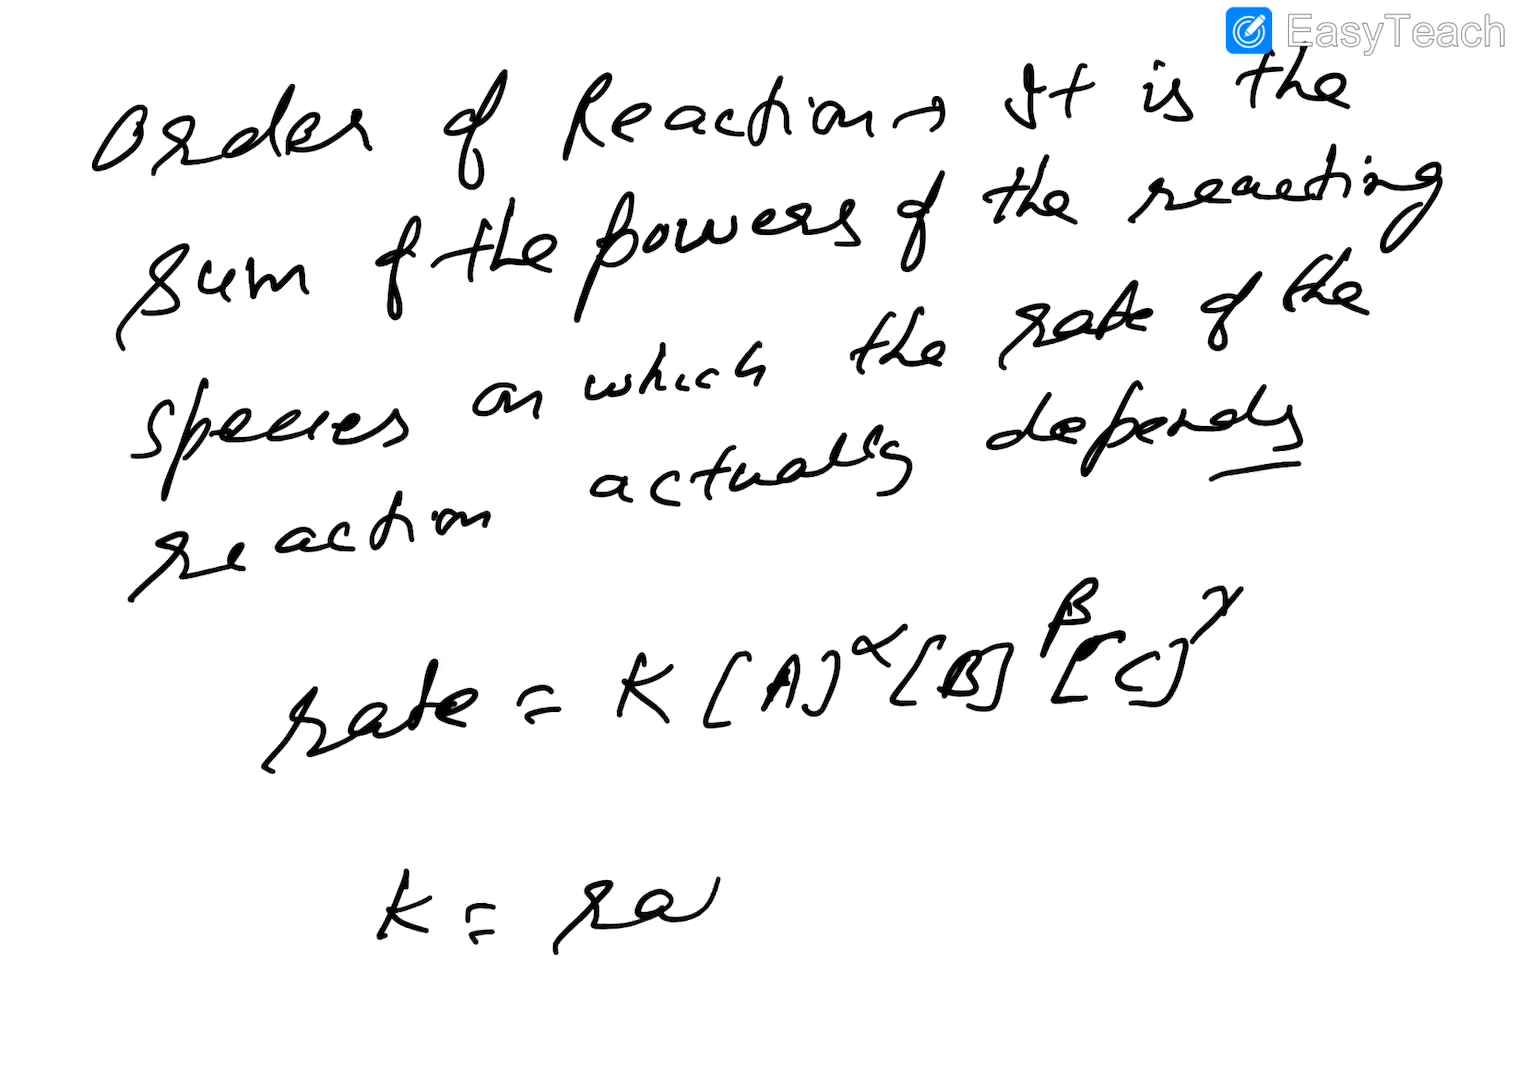 EasyTeach
Order of Reaction → It is the
sum of the powers of the reacting
species on which the rate of the
reaction actually depends
rate = K [A]^α [B]^β [C]^γ
K = ra